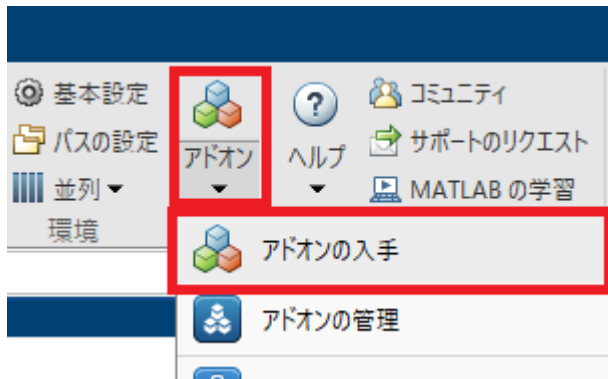 基本設定
パスの設定
並列
環境
アドオン
ヘルプ
?
コミュニティ
サポートのリクエスト
MATLAB の学習
アドオンの入手
アドオンの管理